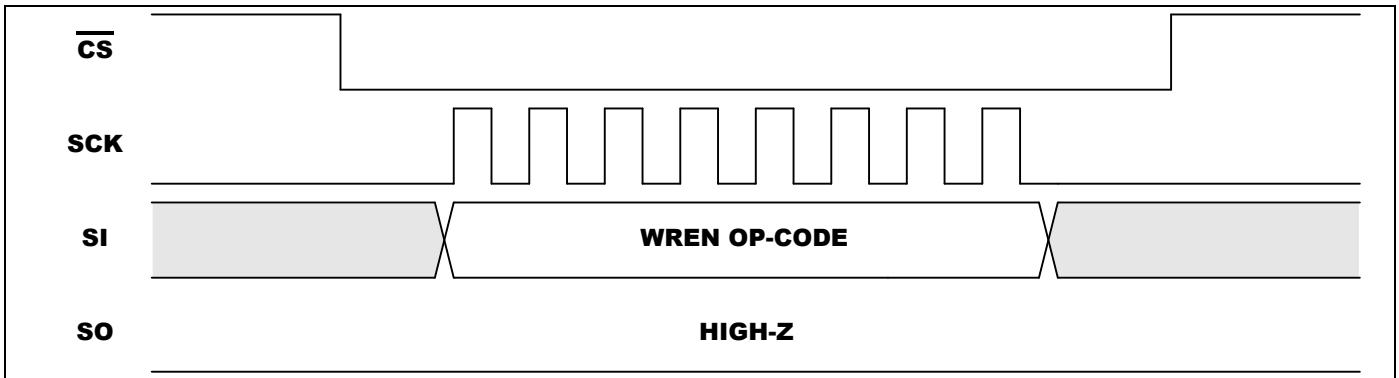 CS
SCK
SI
WREN OP-CODE
SO
HIGH-Z